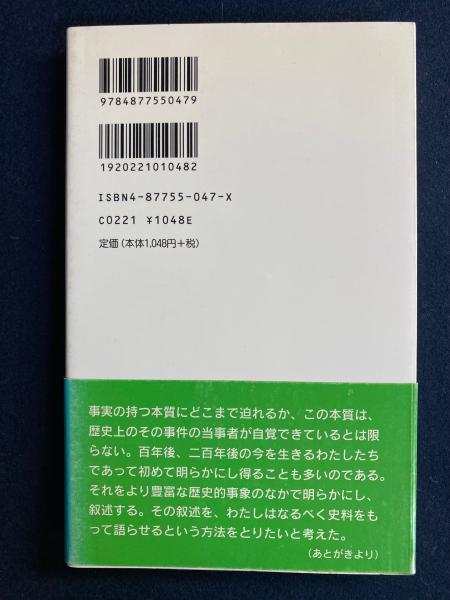 9784877550479
1920221010482
ISBN4-87755-047-X
C0221 ¥1048E
定価(本体1,048円+税)
事実の持つ本質にどこまで迫れるか、この本質は、
歴史上のその事件の当事者が自覚できているとは限
らない。百年後、二百年後の今を生きるわたしたち
であって初めて明らかにし得ることも多いのである。
それをより豊富な歴史的事象のなかで明らかにし、
叙述する。その叙述を、わたしはなるべく史料をも
って語らせるという方法をとりたいと考えた。
(あとがきより)